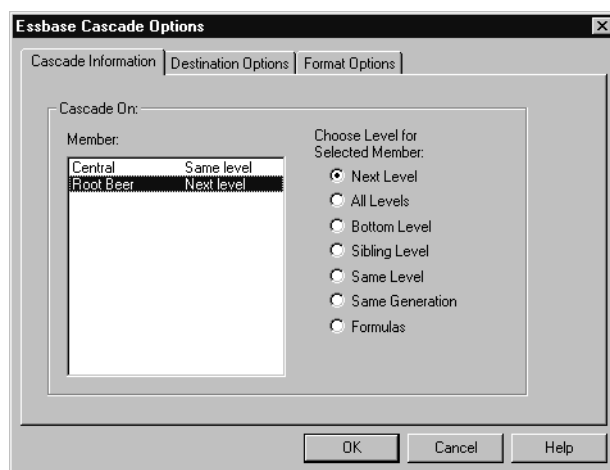 Essbase Cascade Options
Cascade Information Destination Options Format Options
Cascade On:
Member:
Central Same level
Root Beer Next level
Choose Level for
Selected Member:
Next Level
All Levels
Bottom Level
Sibling Level
Same Level
Same Generation
Formulas
OK Cancel Help